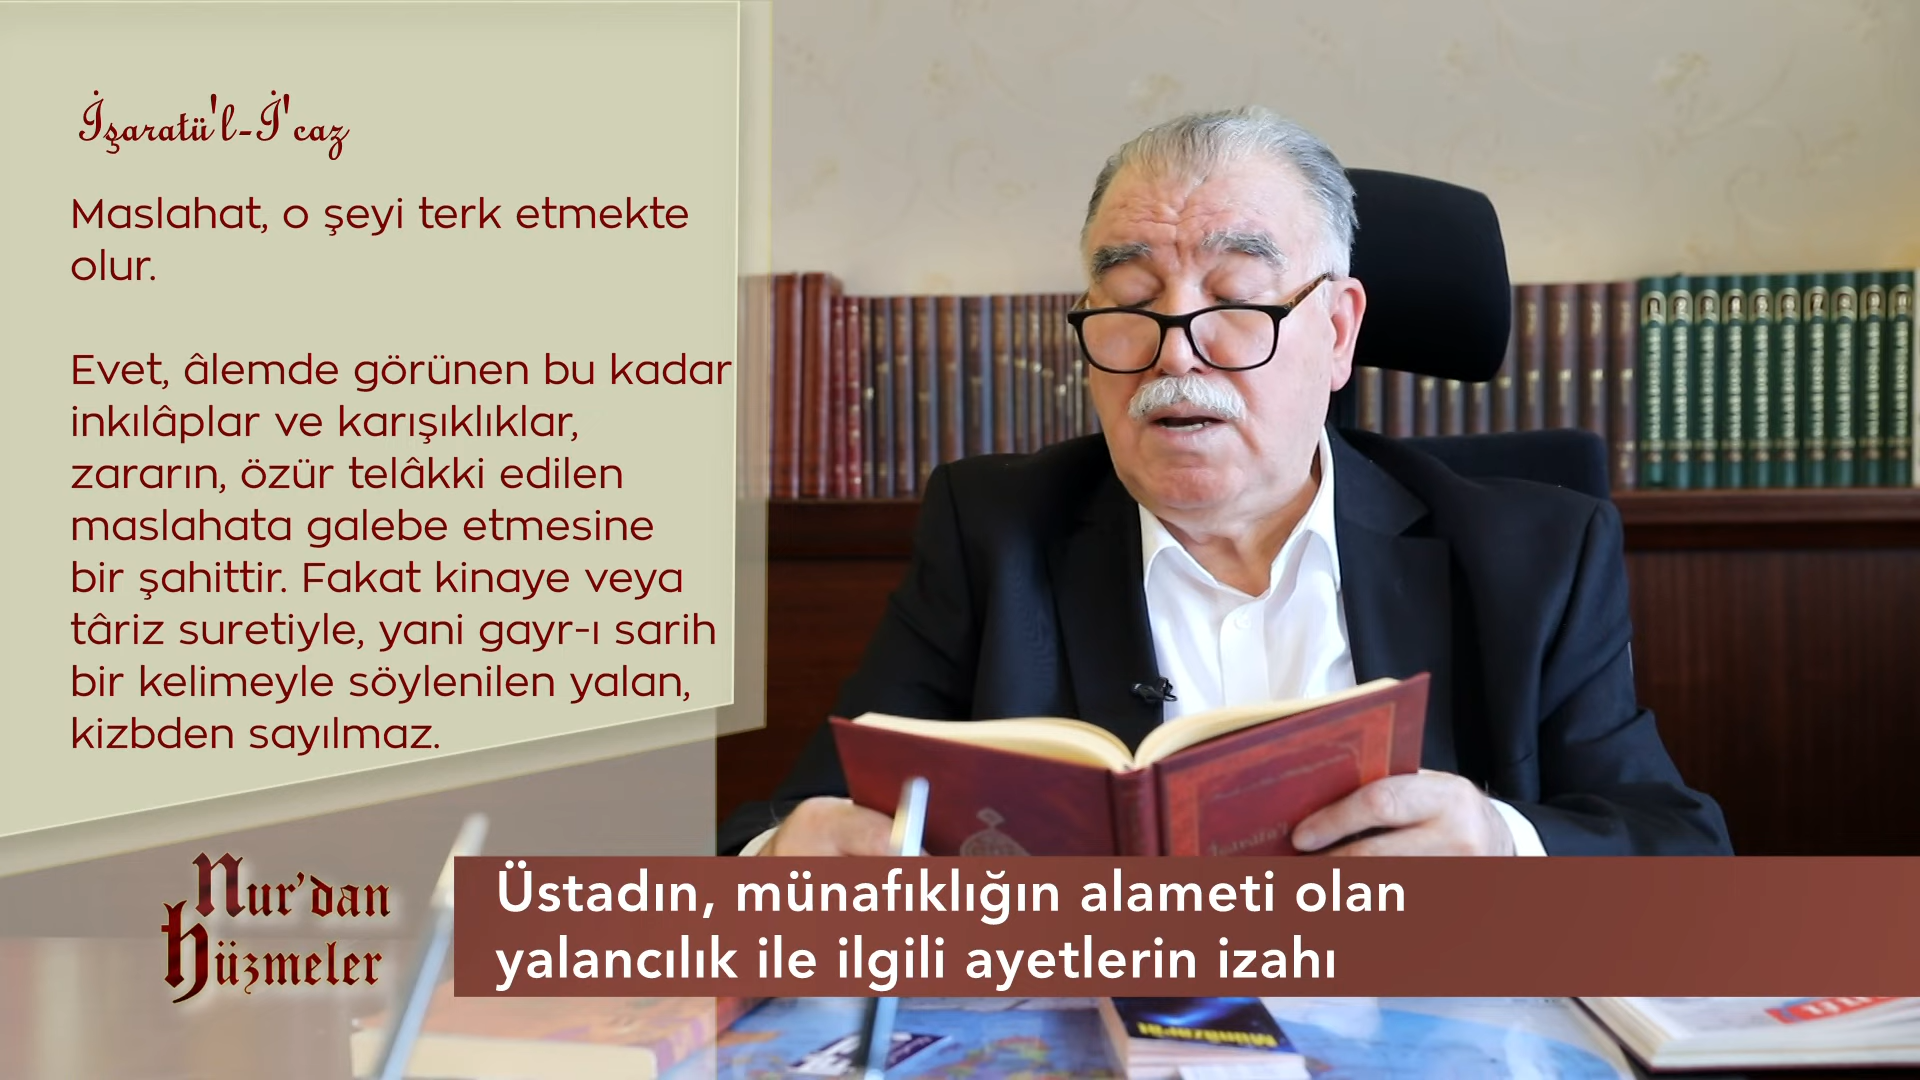 İşaratü'l-İ'caz
Maslahat, o şeyi terk etmekte
olur.
Evet, âlemde görünen bu kadar
inkılâplar ve karışıklıklar,
zararın, özür telâkki edilen
maslahata galebe etmesine
bir şahittir. Fakat kinaye veya
târiz suretiyle, yani gayr-ı sarih
bir kelimeyle söylenilen yalan,
kizbden sayılmaz.
Nur'dan
Hüzmeler
Üstadın, münafıklığın alameti olan
yalancılık ile ilgili ayetlerin izahı